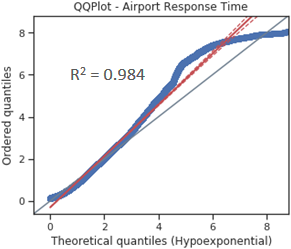 QQPlot - Airport Response Time
R² = 0.984
Ordered quantiles
8
6
4
2
0
0 2 4 6 8
Theoretical quantiles (Hypoexponential)